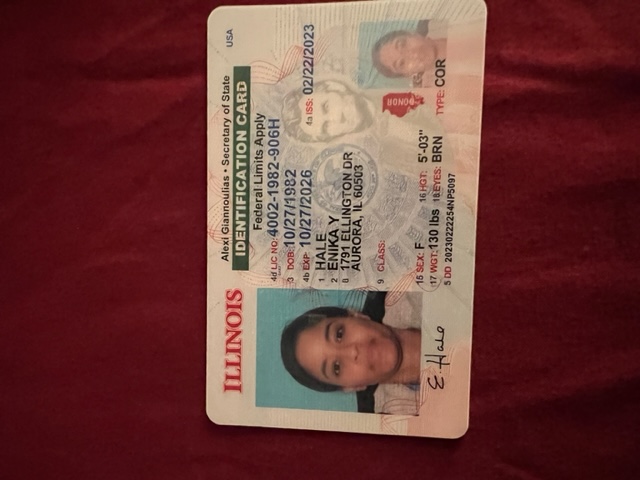 ILLINOIS
Alexi Giannoulias • Secretary of State
USA
IDENTIFICATION CARD
Federal Limits Apply
4d LIC NO: 4002-1982-906H
3 DOB: 10/27/1982
4b EXP: 10/27/2026
4a ISS: 02/22/2023
1 HALE
2 ENIKA Y
8 1791 ELLINGTON DR
AURORA, IL 60503
9 CLASS:
DONOR
15 SEX: F 16 HGT: 5'-03"
17 WGT: 130 lbs 18 EYES: BRN TYPE: COR
5 DD 20230222254NP5097
E. Hale